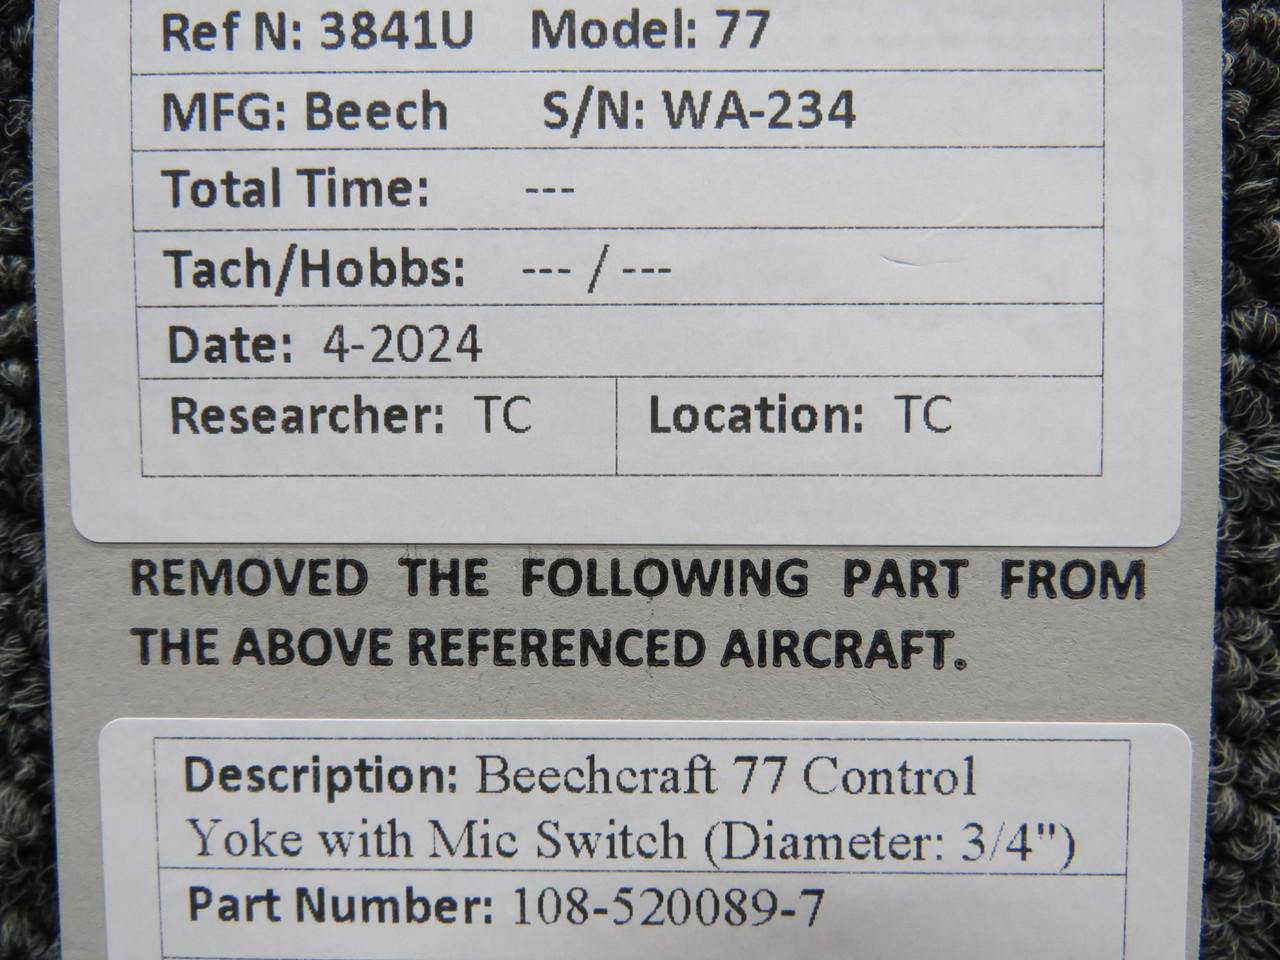 Ref N: 3841U Model: 77
MFG: Beech S/N: WA-234
Total Time: ---
Tach/Hobbs: --- / ---
Date: 4-2024
Researcher: TC Location: TC
REMOVED THE FOLLOWING PART FROM
THE ABOVE REFERENCED AIRCRAFT.
Description: Beechcraft 77 Control
Yoke with Mic Switch (Diameter: 3/4")
Part Number: 108-520089-7